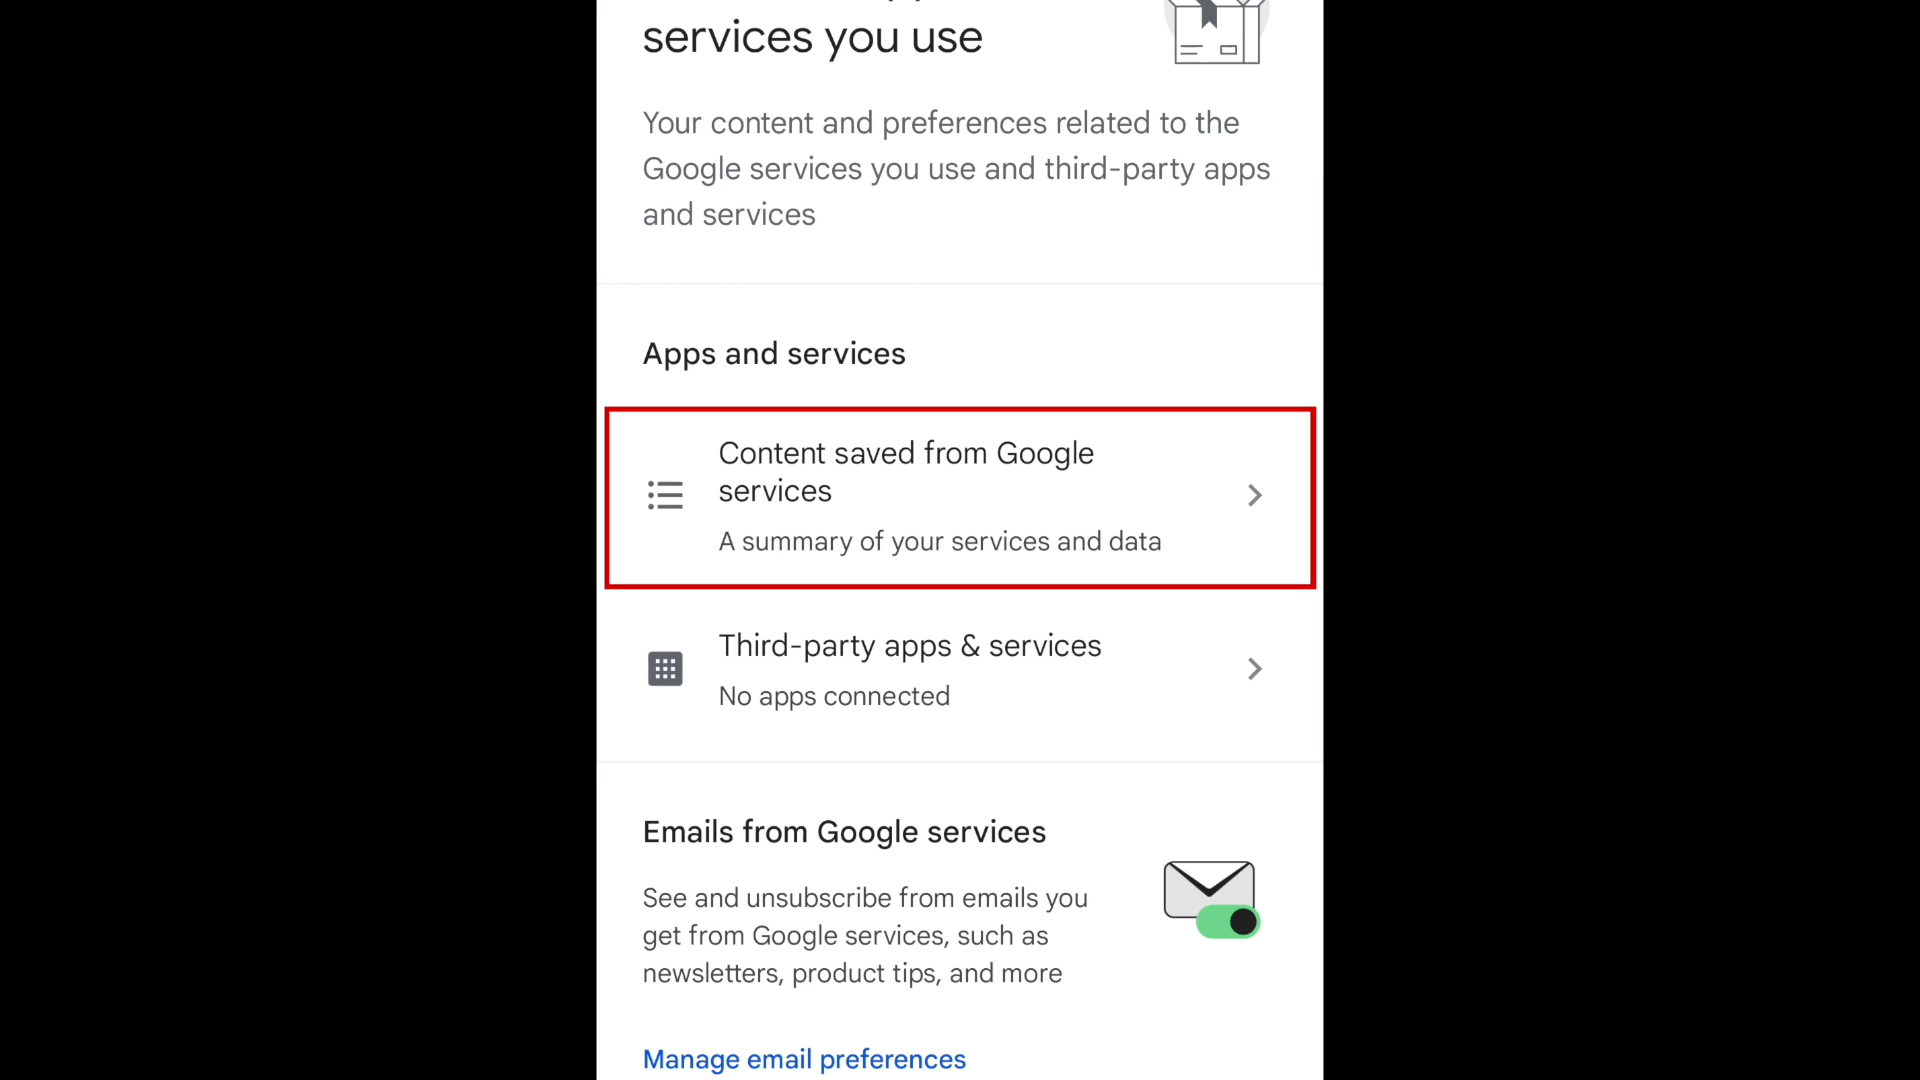 services you use
Your content and preferences related to the
Google services you use and third-party apps
and services
Apps and services
Content saved from Google
services
A summary of your services and data
Third-party apps & services
No apps connected
Emails from Google services
See and unsubscribe from emails you
get from Google services, such as
newsletters, product tips, and more
Manage email preferences